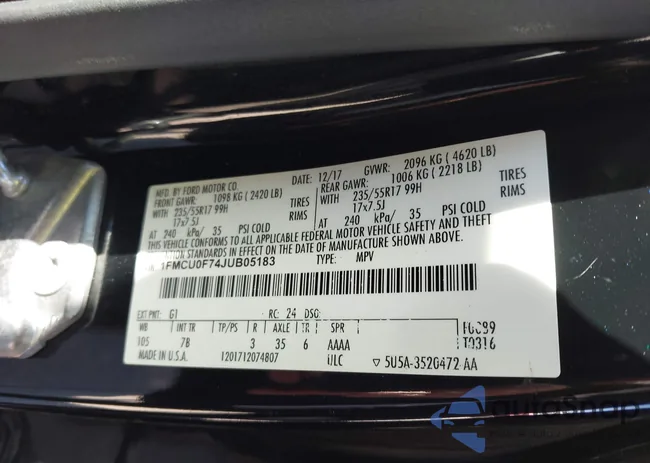 MFD. BY FORD MOTOR CO.
DATE: 12/17 GVWR: 2096 KG ( 4620 LB)
FRONT GAWR: 1098 KG ( 2420 LB) REAR GAWR: 1006 KG ( 2218 LB)
WITH 235/55R17 99H TIRES WITH 235/55R17 99H TIRES
17x7.5J RIMS 17x7.5J RIMS
AT 240 kPa/ 35 PSI COLD AT 240 kPa/ 35 PSI COLD
THIS VEHICLE CONFORMS TO ALL APPLICABLE FEDERAL MOTOR VEHICLE SAFETY AND THEFT
PREVENTION STANDARDS IN EFFECT ON THE DATE OF MANUFACTURE SHOWN ABOVE.
1FMCU0F74JUB05183 TYPE: MPV
EXT PNT: G1 RC: 24 DSO:
WB INT TR TP/PS R AXLE TR SPR
105 7B 3 35 6 AAAA
MADE IN U.S.A. 1201712074807 ULC 5U5A-3520472-AA
autoSnap